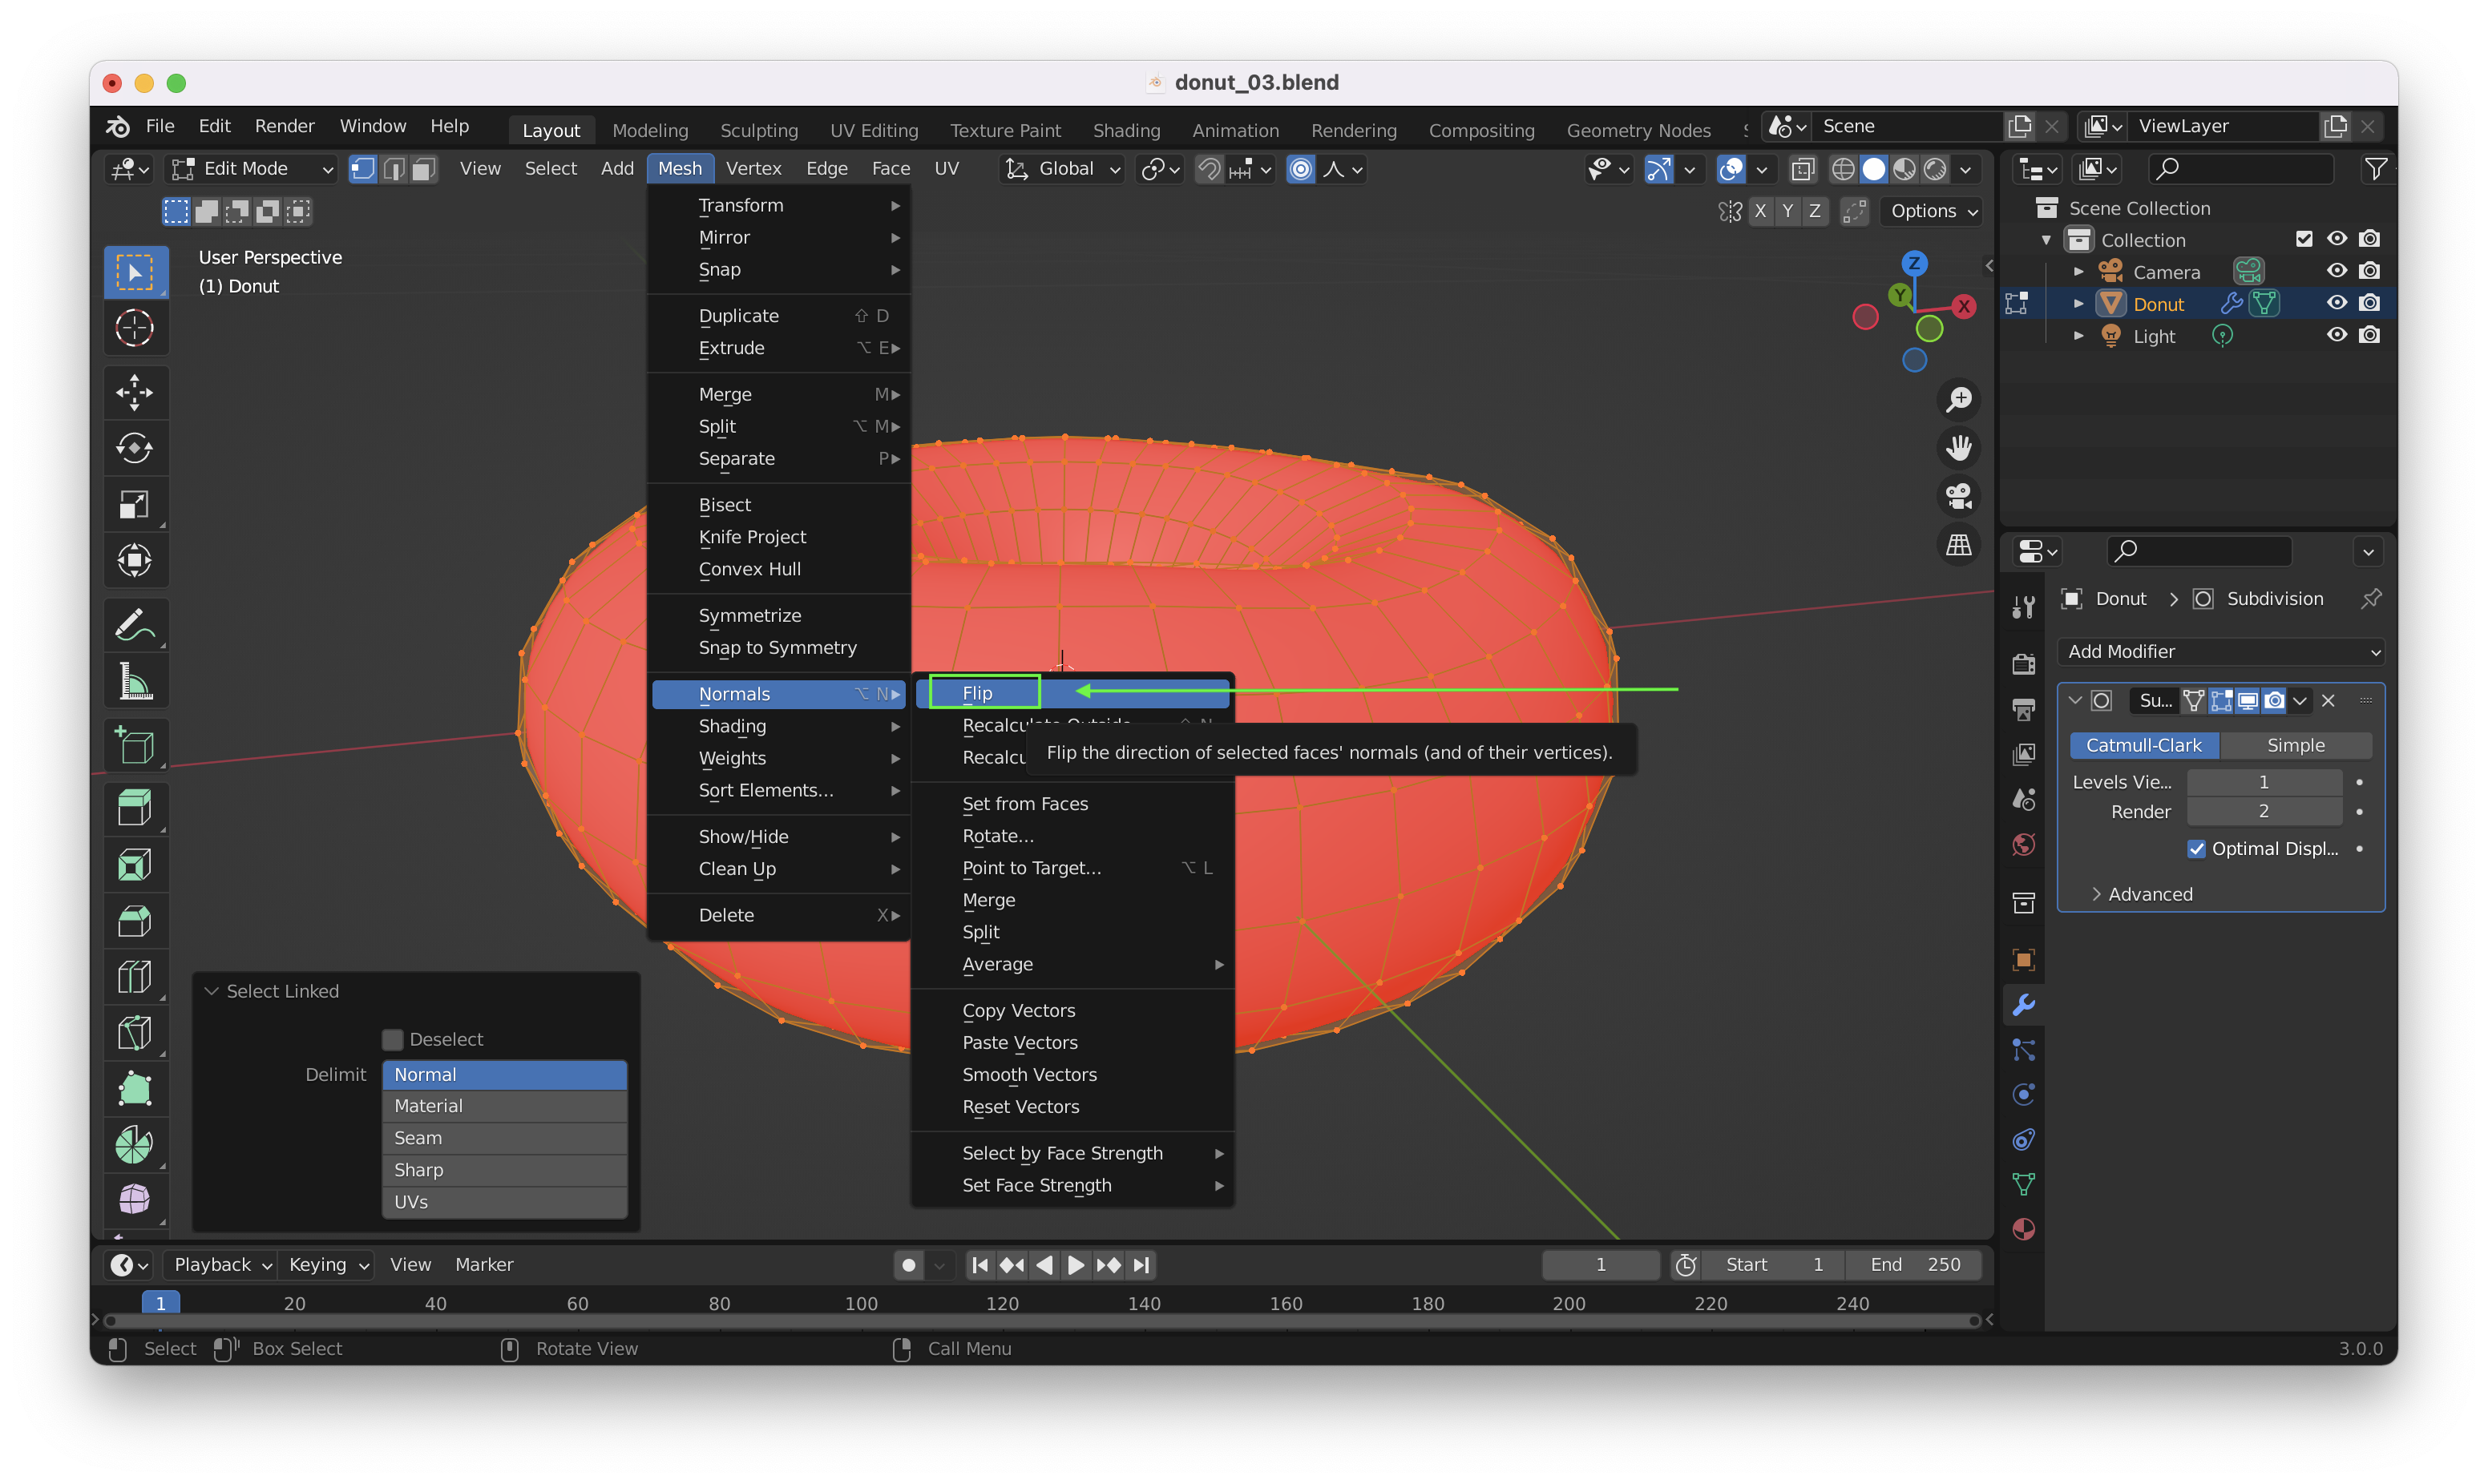 donut_03.blend
File Edit Render Window Help Layout Modeling Sculpting UV Editing Texture Paint Shading Animation Rendering Compositing Geometry Nodes Scene ViewLayer
Edit Mode View Select Add Mesh Vertex Edge Face UV Global
X Y Z Options
User Perspective
(1) Donut
Transform
Mirror
Snap
Duplicate ⇧ D
Extrude ⌥ E
Merge M
Split ⌥ M
Separate P
Bisect
Knife Project
Convex Hull
Symmetrize
Snap to Symmetry
Normals ⌥ N
Shading
Weights
Sort Elements...
Show/Hide
Clean Up
Delete X
Flip
Flip the direction of selected faces' normals (and of their vertices).
Set from Faces
Rotate...
Point to Target... ⌥ L
Merge
Split
Average
Copy Vectors
Paste Vectors
Smooth Vectors
Reset Vectors
Select by Face Strength
Set Face Strength
Z
Y
X
Select Linked
Deselect
Delimit Normal
Material
Seam
Sharp
UVs
Scene Collection
Collection
Camera
Donut
Light
Donut Subdivision
Add Modifier
Su...
Catmull-Clark Simple
Levels Vie... 1
Render 2
Optimal Displ...
Advanced
Playback Keying View Marker 1 Start 1 End 250
1 20 40 60 80 100 120 140 160 180 200 220 240
Select Box Select Rotate View Call Menu 3.0.0